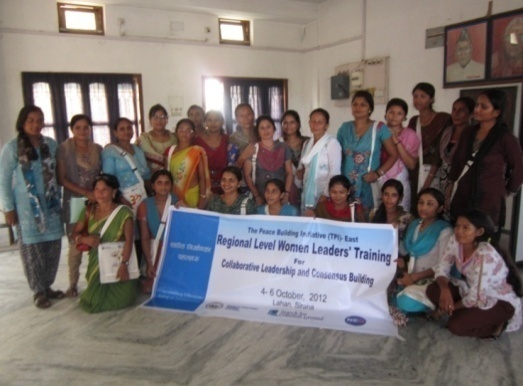 The Peace Building Initiative (TPI)- East
Regional Level Women Leaders' Training
For
Collaborative Leadership and Consensus Building
4- 6 October, 2012
Lahan, Siraha